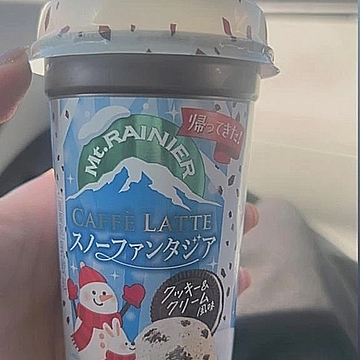 帰ってきた!
Mt. RAINIER
CAFFÈ LATTE
スノーファンタジア
クッキー&
クリーム
風味